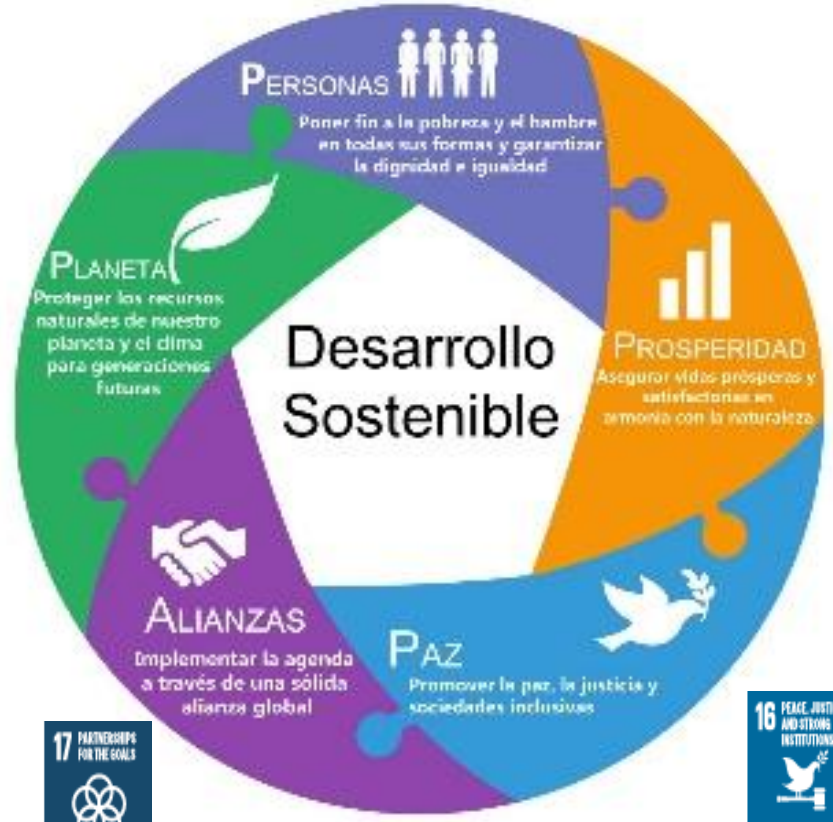 PERSONAS
Poner fin a la pobreza y el hambre
en todas sus formas y garantizar
la dignidad e igualdad
PLANETA
Proteger los recursos
naturales de nuestro
planeta y el clima
para generaciones
futuras
Desarrollo
Sostenible
PROSPERIDAD
Asegurar vidas prósperas y
satisfactorias en
armonía con la naturaleza
ALIANZAS
Implementar la agenda
a través de una sólida
alianza global
PAZ
Promover la paz, la justicia y
sociedades inclusivas
17 PARTNERSHIPS
FOR THE GOALS
16 PEACE, JUSTI
AND STRONG
INSTITUTIONS